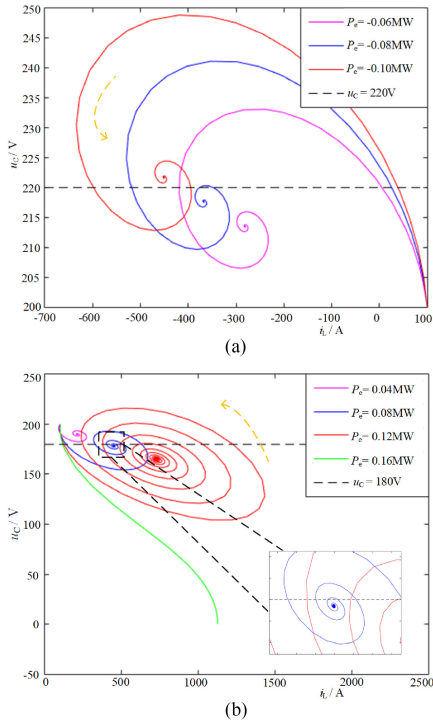 (a)
250
245
240
235
230
225
220
215
210
205
200
u_C / V
-700
-600
-500
-400
-300
-200
-100
0
100
i_L / A
P_e= -0.06MW
P_e= -0.08MW
P_e= -0.10MW
u_C = 220V
(a)
(b)
250
200
150
100
50
0
-50
u_C / V
0
500
1000
1500
2000
2500
i_L / A
P_e= 0.04MW
P_e= 0.08MW
P_e= 0.12MW
P_e= 0.16MW
u_C = 180V
(b)